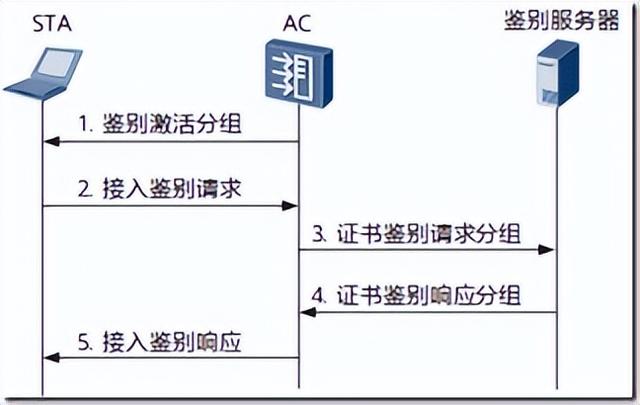 STA
AC
鉴别服务器
1. 鉴别激活分组
2. 接入鉴别请求
3. 证书鉴别请求分组
4. 证书鉴别响应分组
5. 接入鉴别响应